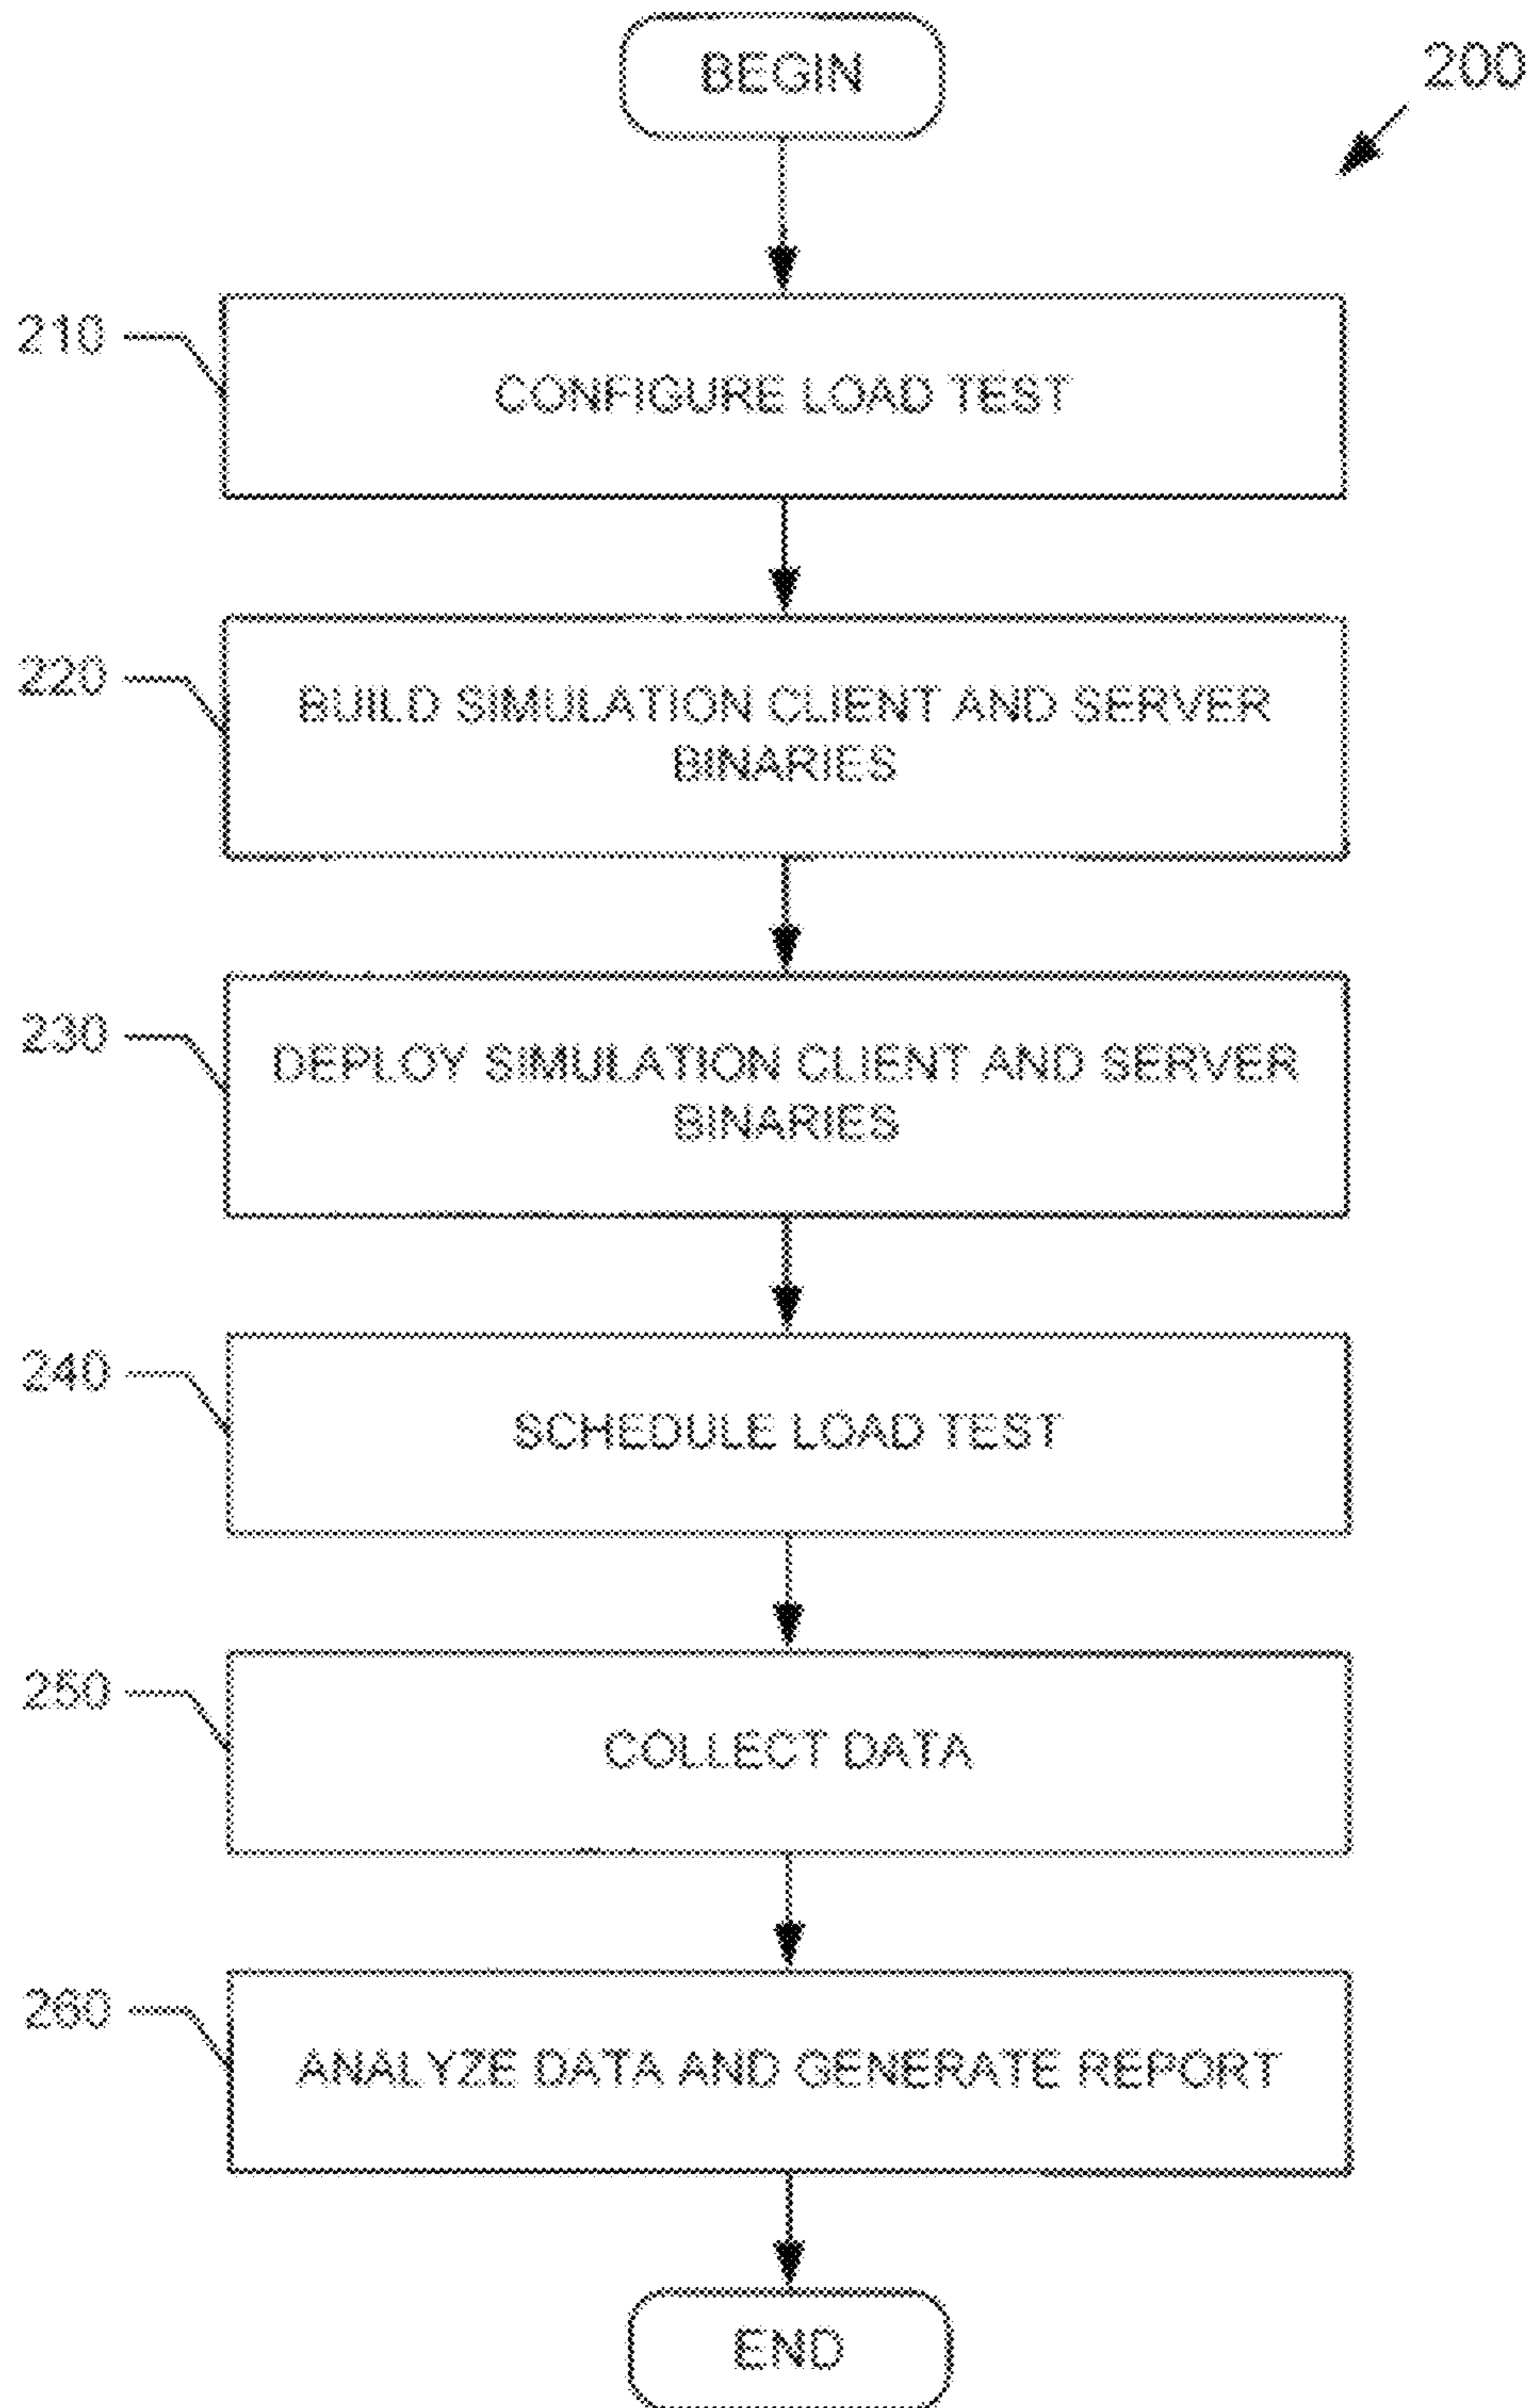 BEGIN
200
210
CONFIGURE LOAD TEST
220
BUILD SIMULATION CLIENT AND SERVER
BINARIES
230
DEPLOY SIMULATION CLIENT AND SERVER
BINARIES
240
SCHEDULE LOAD TEST
250
COLLECT DATA
260
ANALYZE DATA AND GENERATE REPORT
END